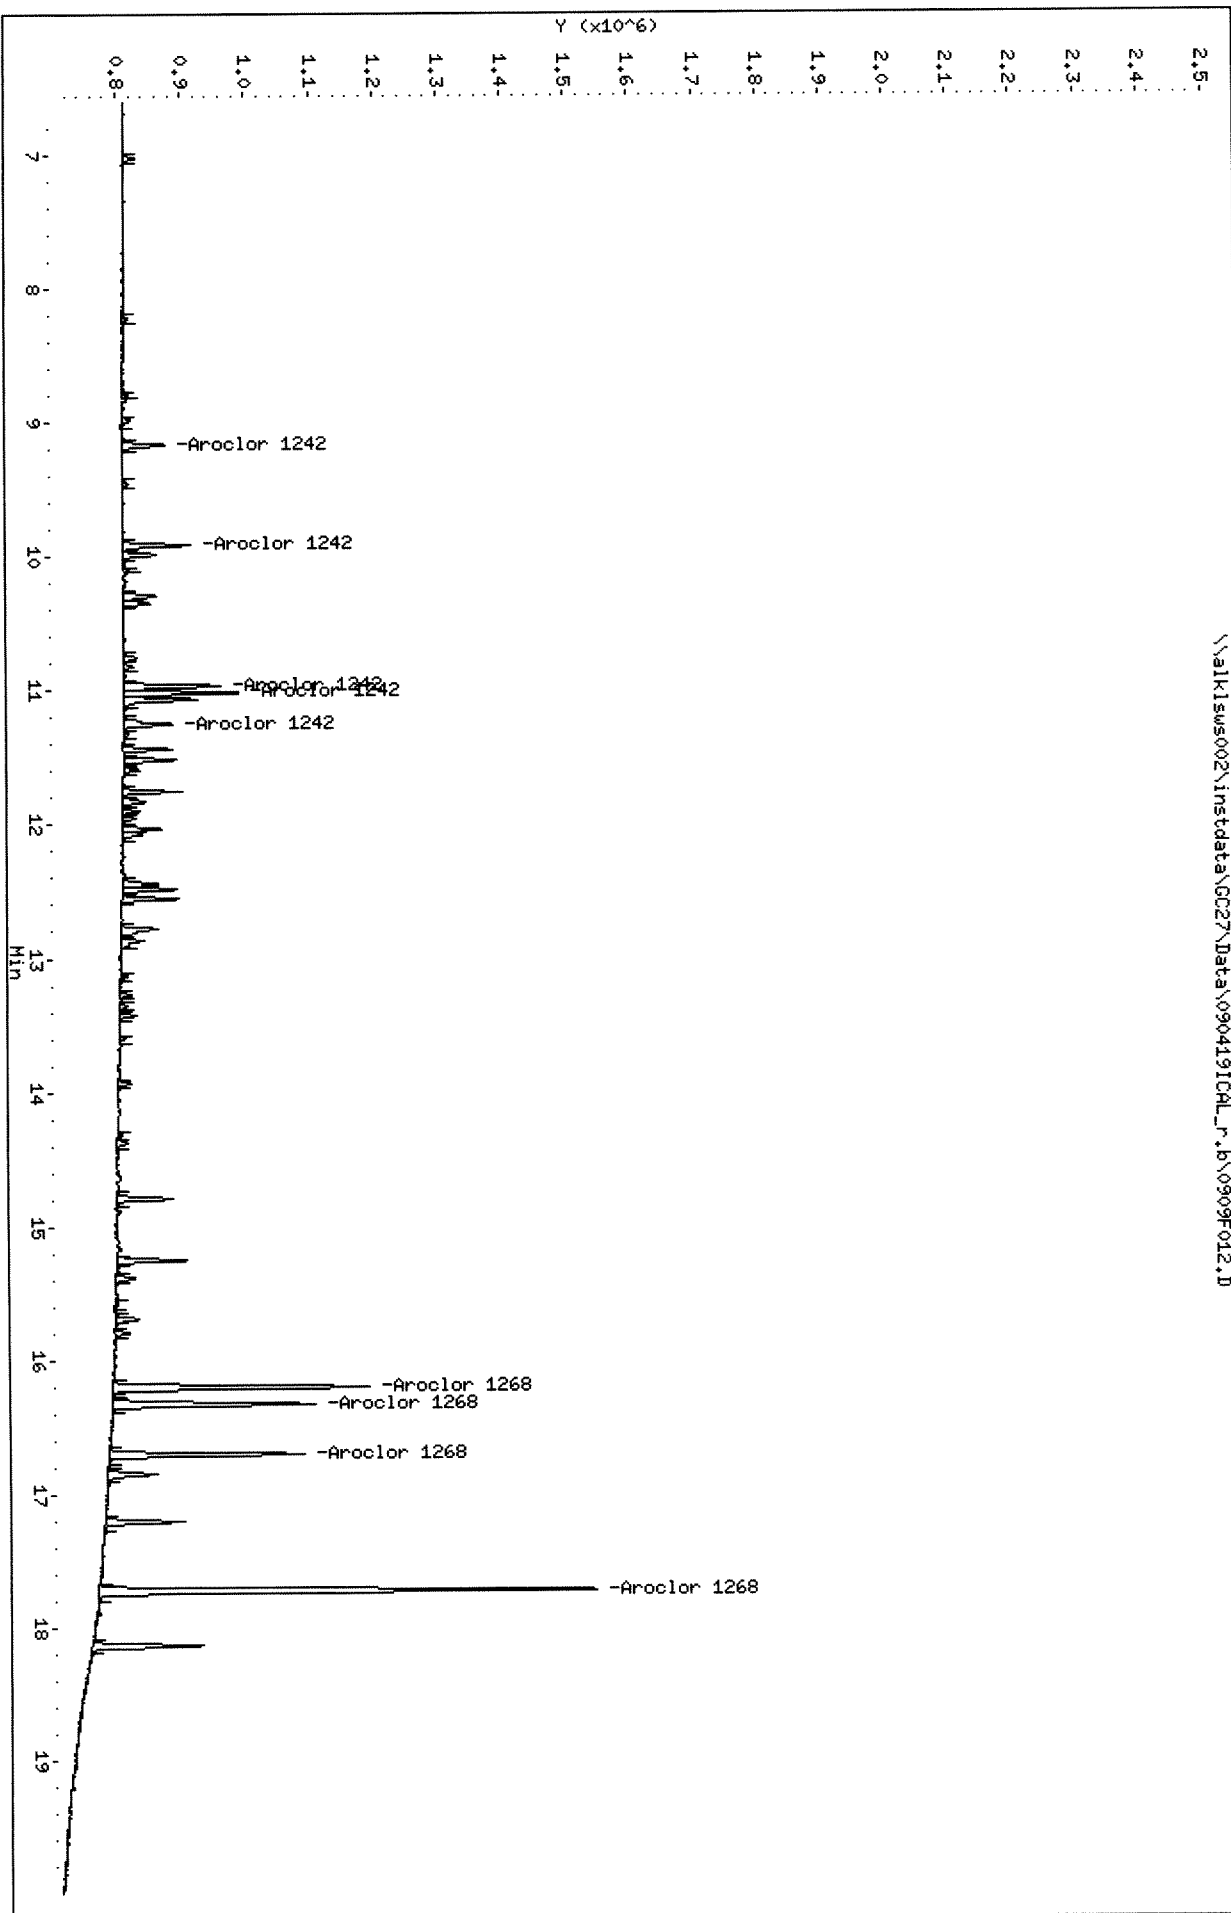 \\alklsws002\instdata\GC27\Data\090419ICAL_r.b\0909F012.D
Y (x10^6)
2.5
2.4
2.3
2.2
2.1
2.0
1.9
1.8
1.7
1.6
1.5
1.4
1.3
1.2
1.1
1.0
0.9
0.8
-Aroclor 1242
-Aroclor 1242
-Aroclor 1242
-Aroclor 1242
-Aroclor 1242
-Aroclor 1268
-Aroclor 1268
-Aroclor 1268
-Aroclor 1268
7 8 9 10 11 12 13 14 15 16 17 18 19
Min